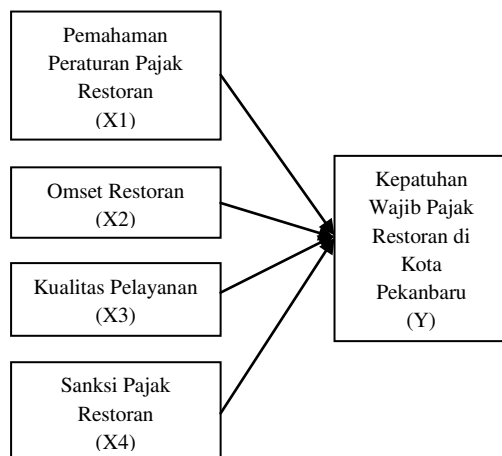 Pemahaman
Peraturan Pajak
Restoran
(X1)
Omset Restoran
(X2)
Kualitas Pelayanan
(X3)
Sanksi Pajak
Restoran
(X4)
Kepatuhan
Wajib Pajak
Restoran di
Kota
Pekanbaru
(Y)